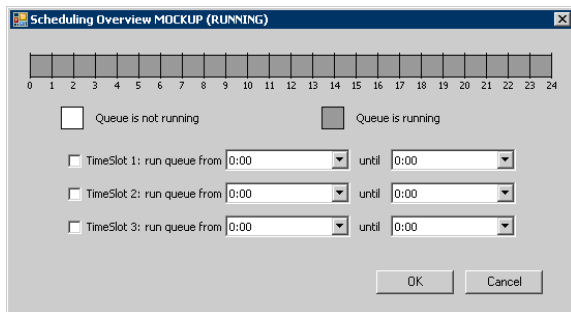 Scheduling Overview MOCKUP (RUNNING)
0 1 2 3 4 5 6 7 8 9 10 11 12 13 14 15 16 17 18 19 20 21 22 23 24
Queue is not running Queue is running
TimeSlot 1: run queue from 0:00 until 0:00
TimeSlot 2: run queue from 0:00 until 0:00
TimeSlot 3: run queue from 0:00 until 0:00
OK Cancel